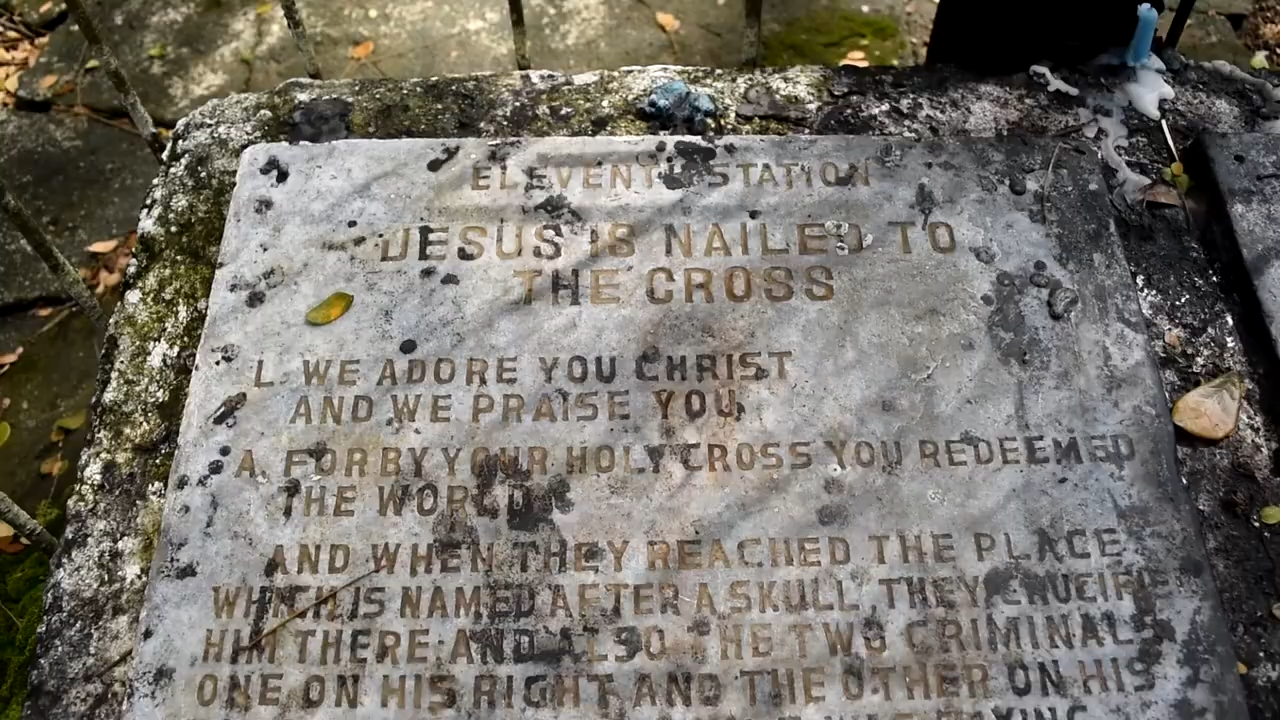 ELEVENTH STATION
JESUS IS NAILED TO
THE CROSS
L. WE ADORE YOU CHRIST
AND WE PRAISE YOU.
A. FOR BY YOUR HOLY CROSS YOU REDEEMED
THE WORLD
AND WHEN THEY REACHED THE PLACE
WHICH IS NAMED AFTER A SKULL, THEY CRUCIFIED
HIM THERE: AND ALSO THE TWO CRIMINALS
ONE ON HIS RIGHT AND THE OTHER ON HIS